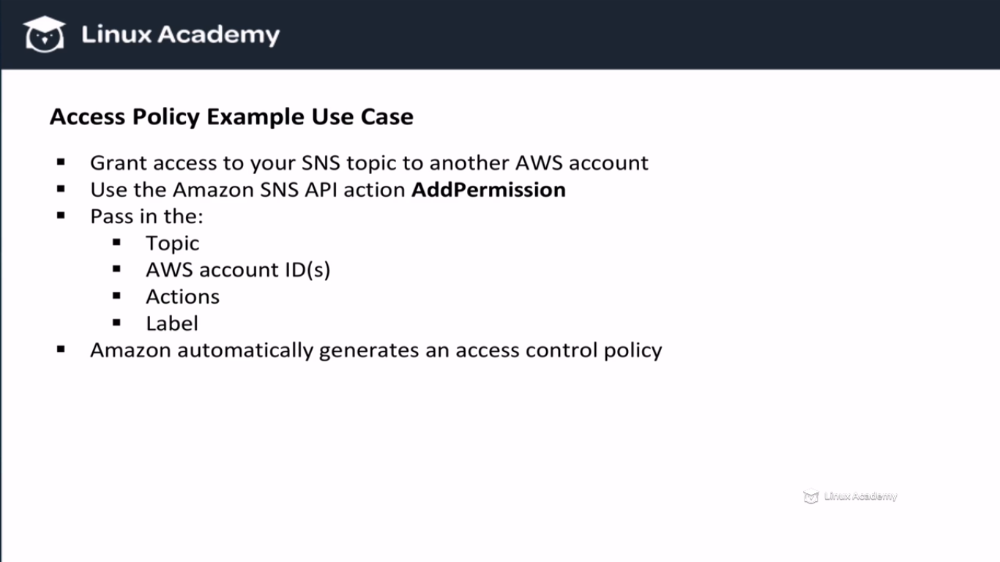 Linux Academy
Access Policy Example Use Case
▪ Grant access to your SNS topic to another AWS account
▪ Use the Amazon SNS API action AddPermission
▪ Pass in the:
▪ Topic
▪ AWS account ID(s)
▪ Actions
▪ Label
▪ Amazon automatically generates an access control policy
Linux Academy